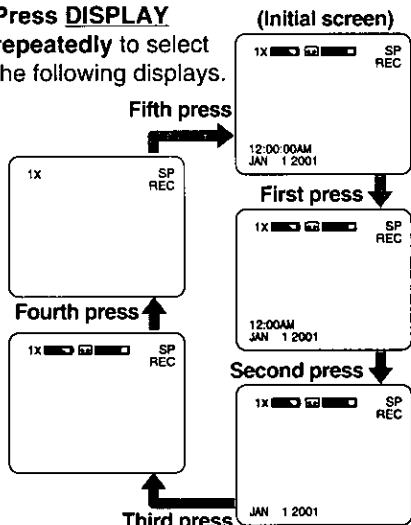 Press DISPLAY
repeatedly to select
the following displays.
(Initial screen)
1X SP
REC
12:00:00AM
JAN 1 2001
Fifth press
First press
1X SP
REC
12:00AM
JAN 1 2001
Second press
1X SP
REC
JAN 1 2001
Third press
1X SP
REC
Fourth press
1X SP
REC